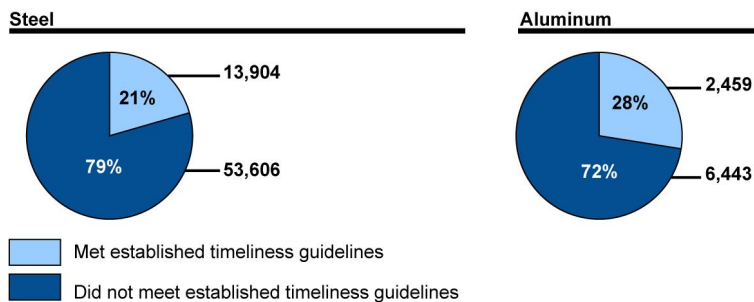 Steel
13,904
21%
79%
53,606
Aluminum
2,459
28%
72%
6,443
Met established timeliness guidelines
Did not meet established timeliness guidelines